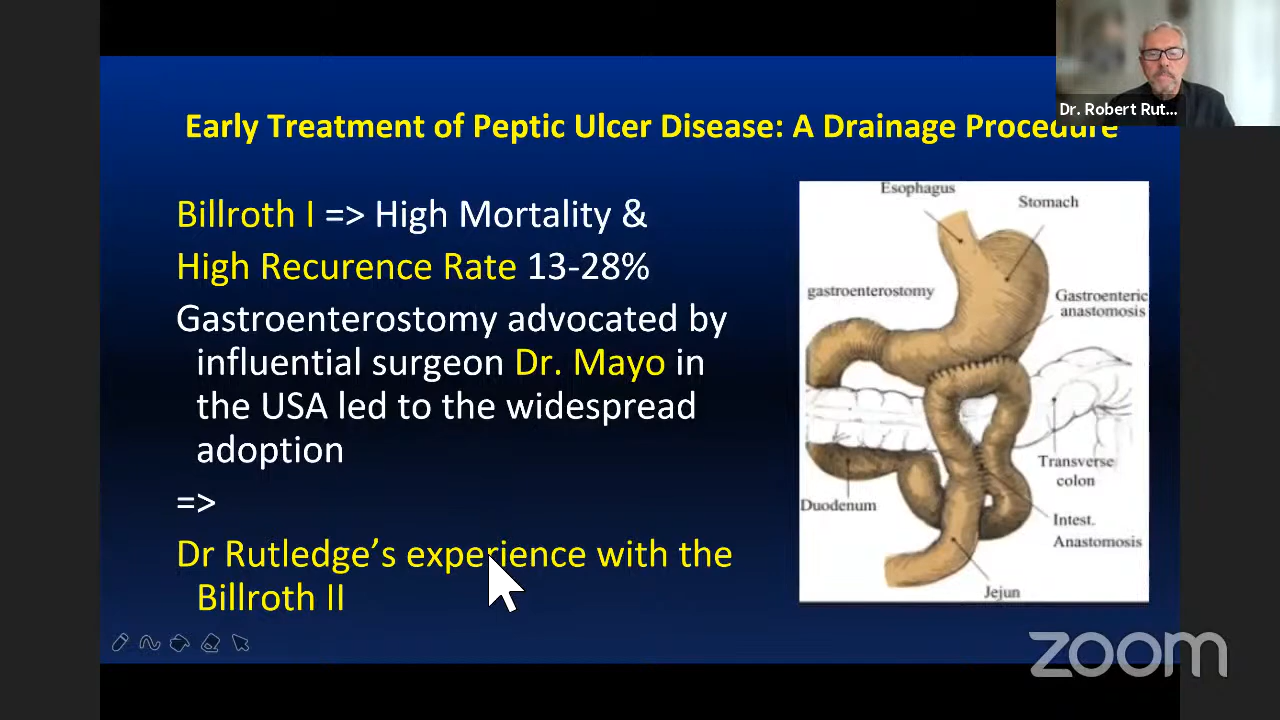 Dr. Robert Rut...
Early Treatment of Peptic Ulcer Disease: A Drainage Procedure
Billroth I => High Mortality &
High Recurence Rate 13-28%
Gastroenterostomy advocated by
influential surgeon Dr. Mayo in
the USA led to the widespread
adoption
=>
Dr Rutledge’s experience with the
Billroth II
Esophagus
Stomach
gastroenterostomy
Gastroenteric
anastomosis
Transverse
colon
Duodenum
Intest.
Anastomosis
Jejun
zoom